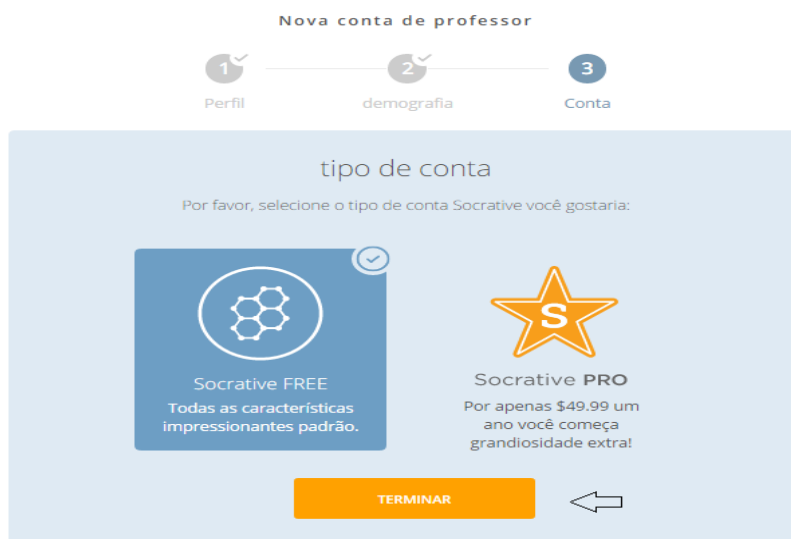 Nova conta de professor
1
2
3
Perfil
demografia
Conta
tipo de conta
Por favor, selecione o tipo de conta Socrative você gostaria:
Socrative FREE
Todas as características
impressionantes padrão.
S
Socrative PRO
Por apenas $49.99 um
ano você começa
grandiosidade extra!
TERMINAR